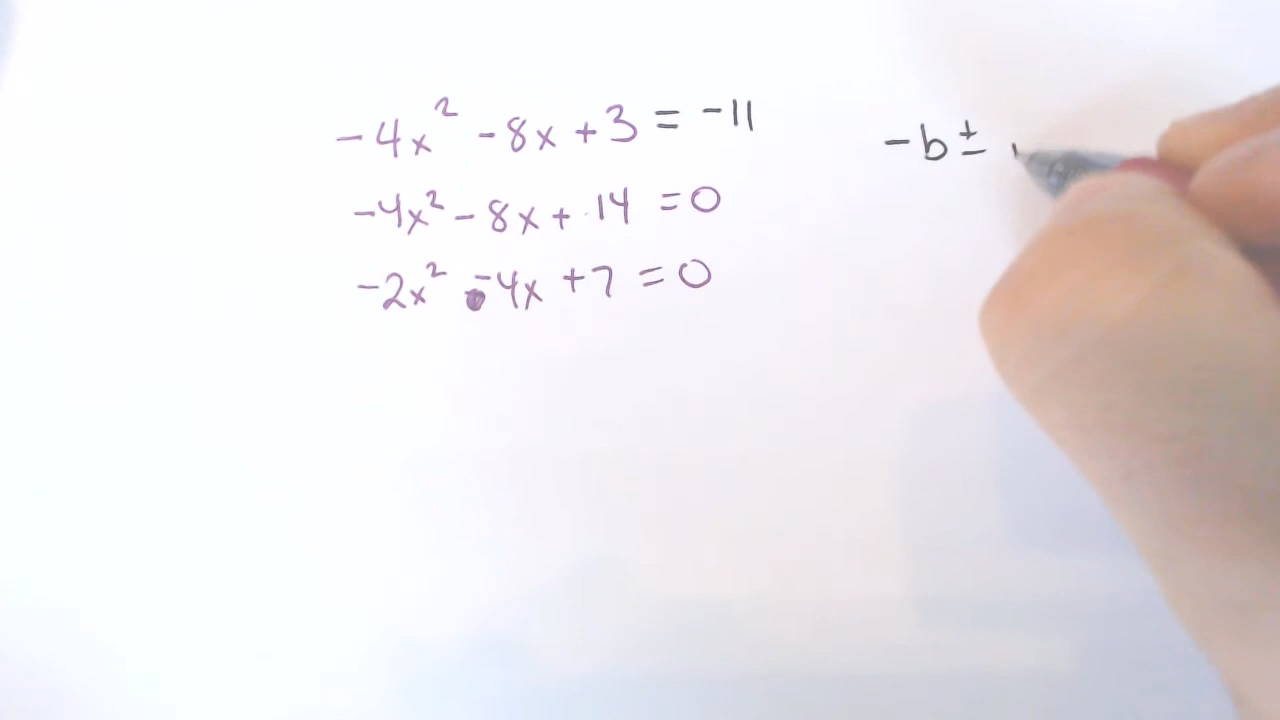 -4x² - 8x + 3 = -11
-4x² - 8x + 14 = 0
-2x² - 4x + 7 = 0
-b ±